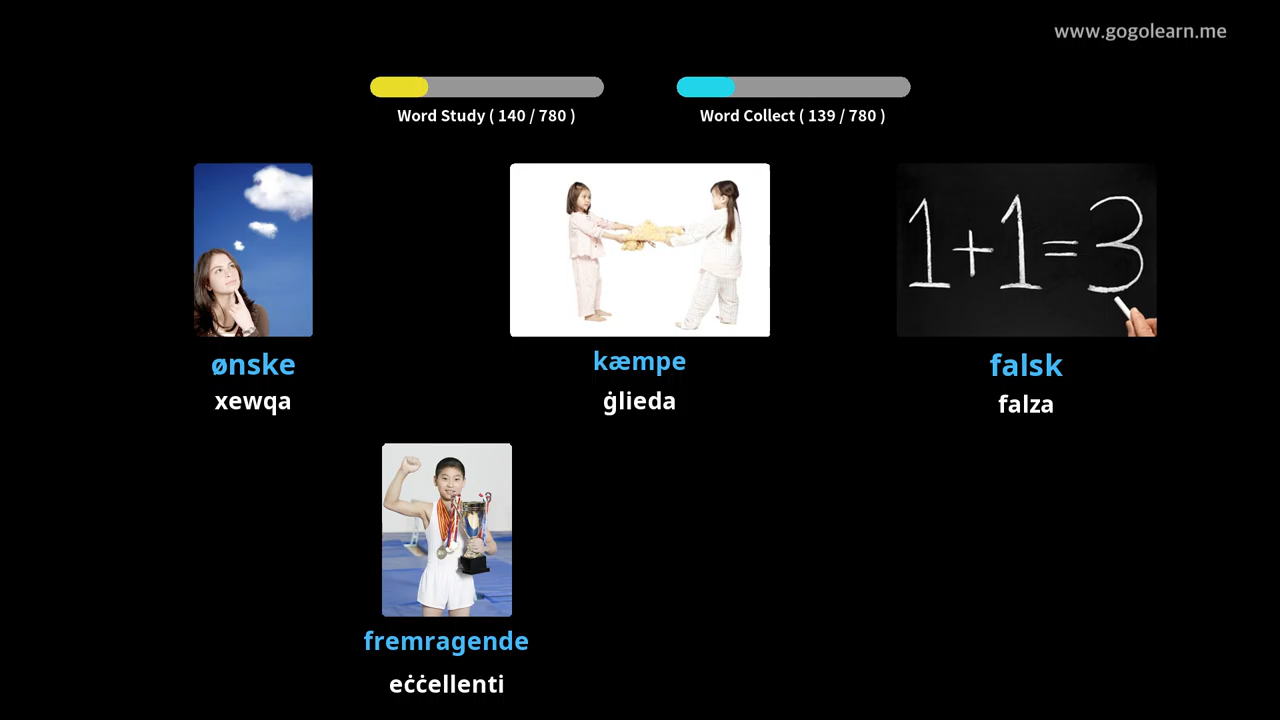 www.gogolearn.me
Word Study ( 140 / 780 )
Word Collect ( 139 / 780 )
1+1=3
ønske
kæmpe
falsk
xewqa
ġlieda
falza
fremragende
eċċellenti